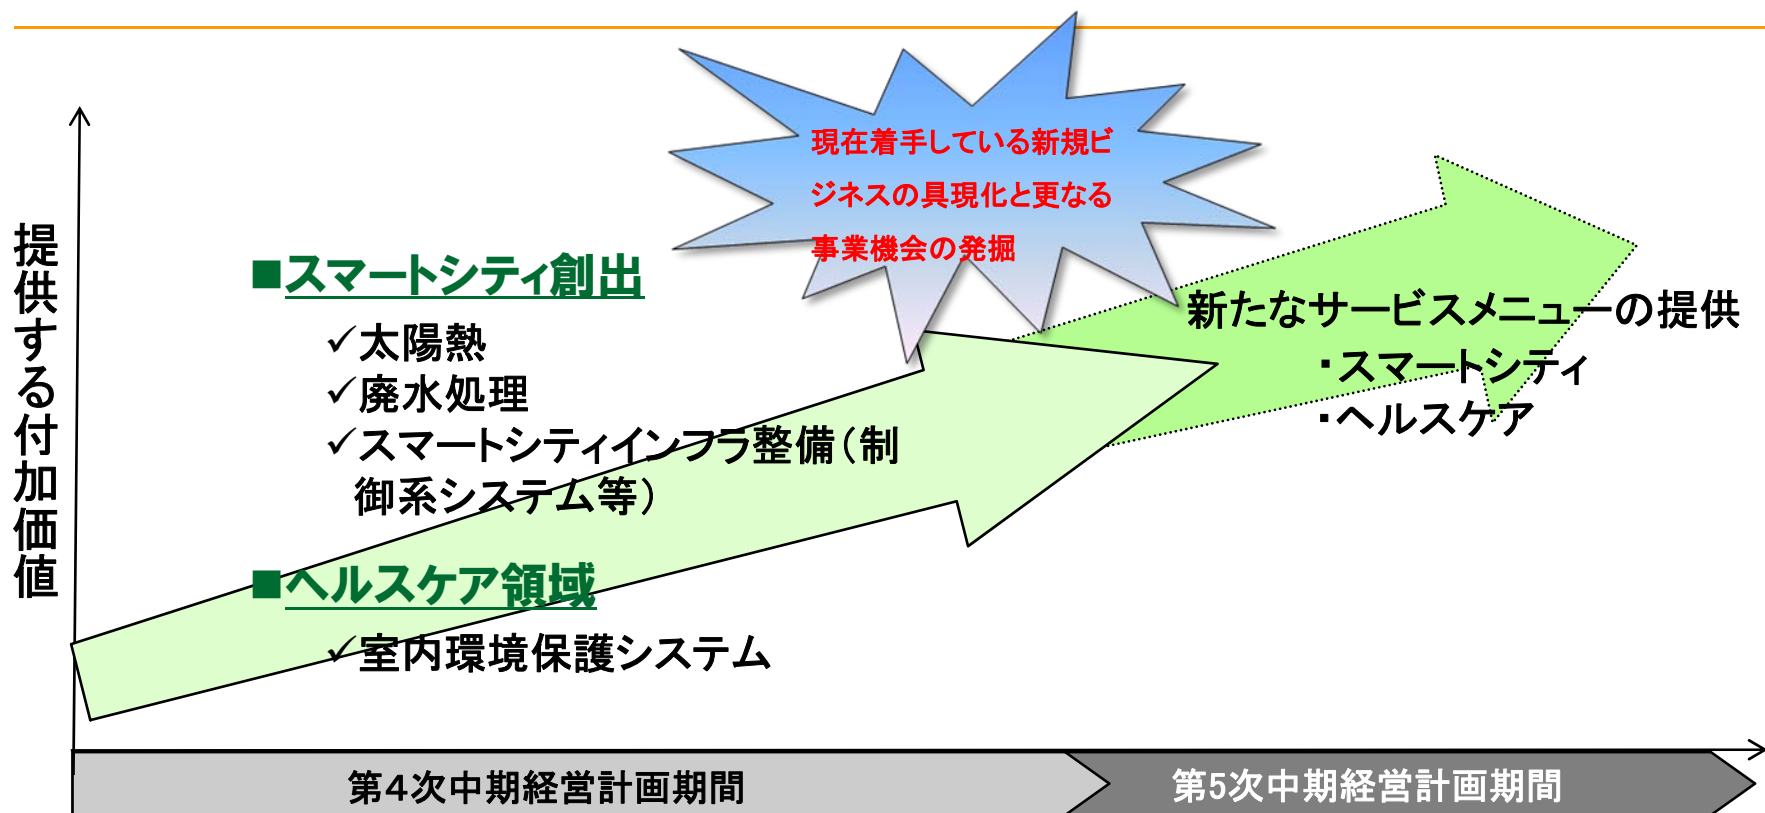 現在着手している新規ビ
ジネスの具現化と更なる
事業機会の発掘
提供する付加価値
■スマートシティ創出
✓太陽熱
✓廃水処理
✓スマートシティインフラ整備（制
御系システム等）
■ヘルスケア領域
✓室内環境保護システム
新たなサービスメニューの提供
・スマートシティ
・ヘルスケア
第4次中期経営計画期間
第5次中期経営計画期間